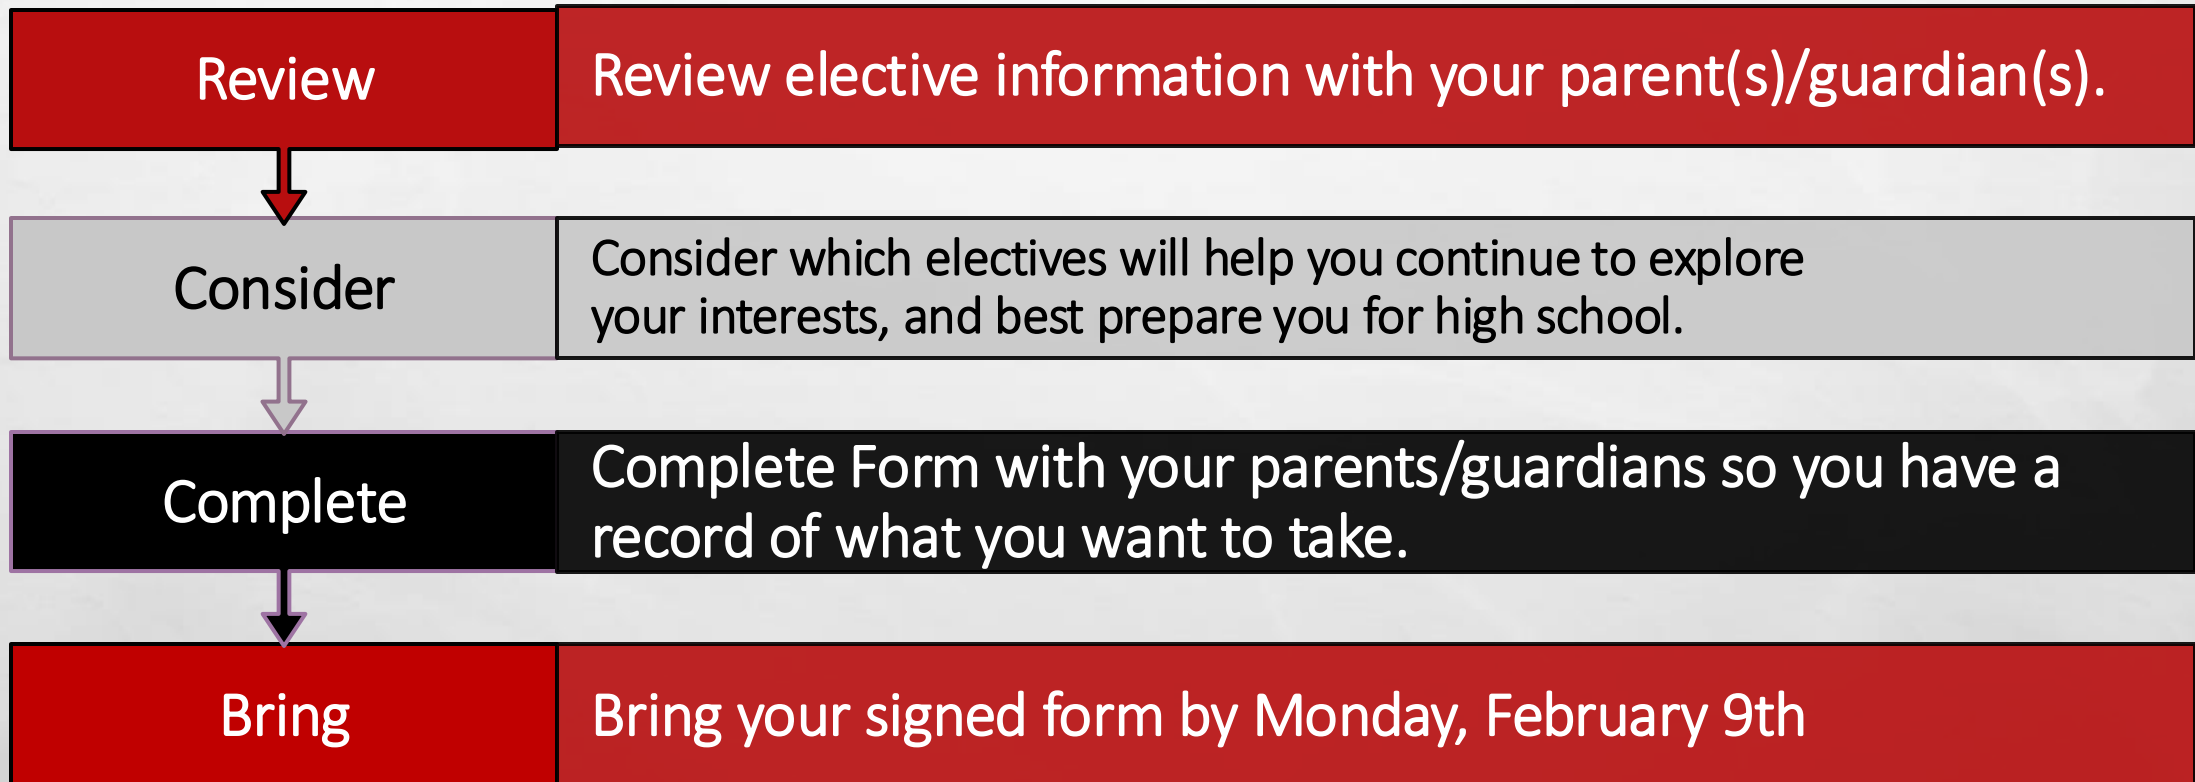 Review
Review elective information with your parent(s)/guardian(s).
Consider
Consider which electives will help you continue to explore
your interests, and best prepare you for high school.
Complete
Complete Form with your parents/guardians so you have a
record of what you want to take.
Bring
Bring your signed form by Monday, February 9th